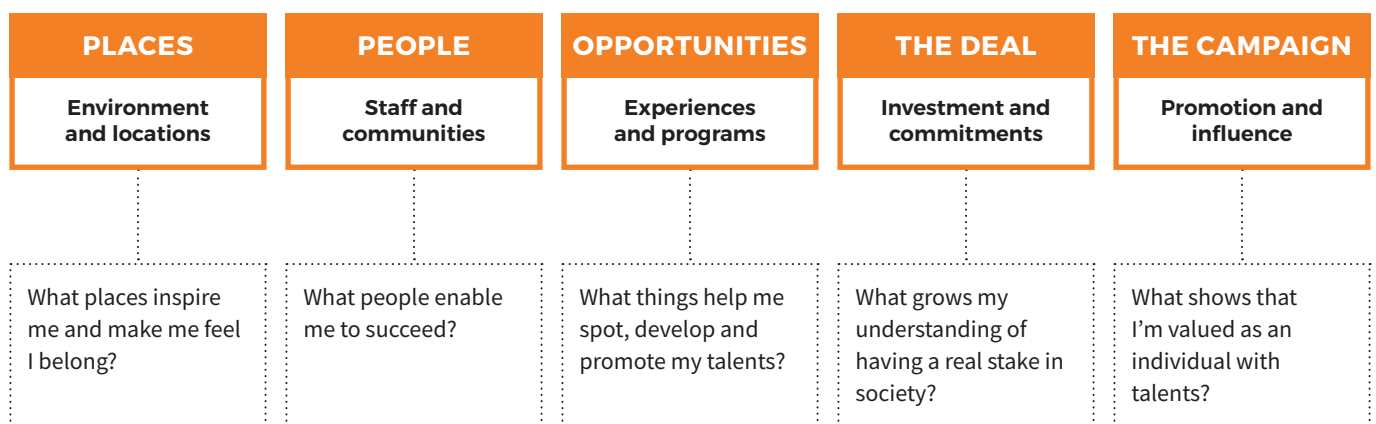 PLACES
Environment
and locations
What places inspire
me and make me feel
I belong?
PEOPLE
Staff and
communities
What people enable
me to succeed?
OPPORTUNITIES
Experiences
and programs
What things help me
spot, develop and
promote my talents?
THE DEAL
Investment and
commitments
What grows my
understanding of
having a real stake in
society?
THE CAMPAIGN
Promotion and
influence
What shows that
I’m valued as an
individual with
talents?